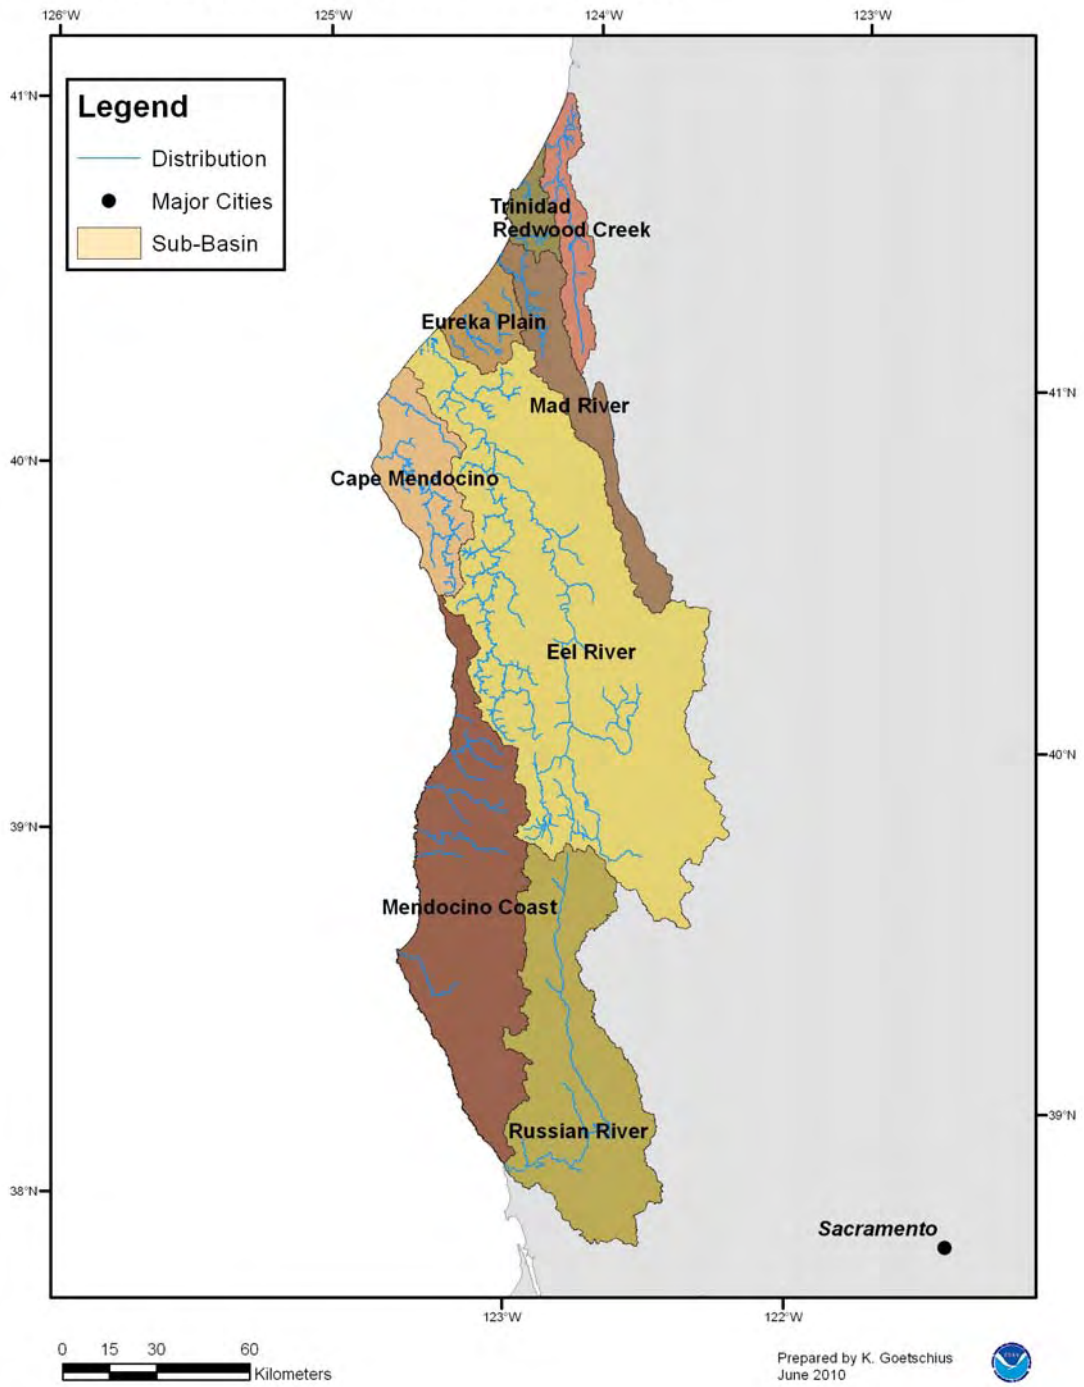 126°W 125°W 124°W 123°W
41°N
Legend
Distribution
Major Cities
Sub-Basin
Trinidad
Redwood Creek
Eureka Plain
Mad River
41°N
40°N
Cape Mendocino
Eel River
40°N
39°N
Mendocino Coast
39°N
Russian River
38°N
Sacramento
123°W 122°W
0 15 30 60
Kilometers
Prepared by K. Goetschius
June 2010